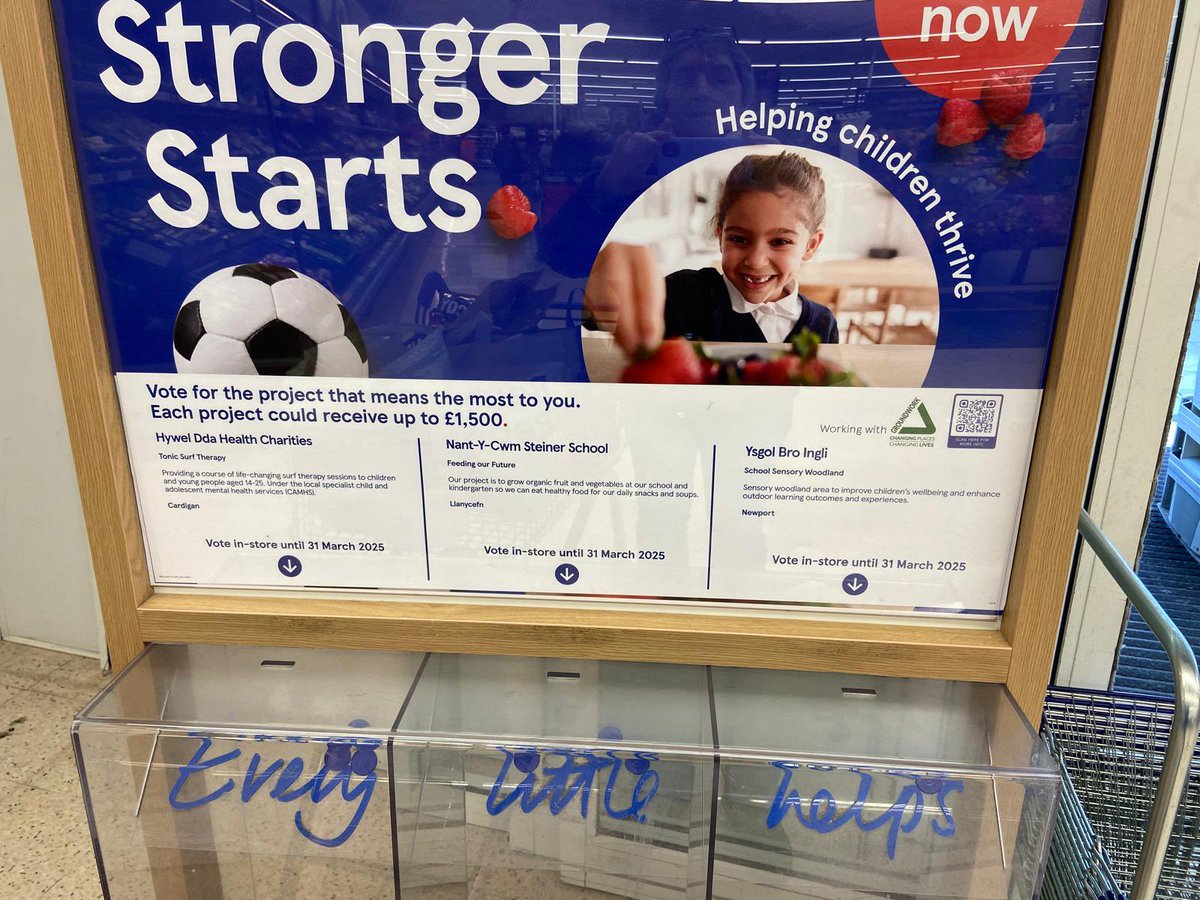 Stronger
Starts
now
Helping children thrive
Vote for the project that means the most to you.
Each project could receive up to £1,500.
Working with
GROUNDWORK
CHANGING PLACES
CHANGING LIVES
SCAN HERE FOR
MORE INFO
Hywel Dda Health Charities
Tonic Surf Therapy
Providing a course of life-changing surf therapy sessions to children
and young people aged 14-25. Under the local specialist child and
adolescent mental health services (CAMHS).
Cardigan
Vote in-store until 31 March 2025
Nant-Y-Cwm Steiner School
Feeding our Future
Our project is to grow organic fruit and vegetables at our school and
kindergarten so we can eat healthy food for our daily snacks and soups.
Llanycefn
Vote in-store until 31 March 2025
Ysgol Bro Ingli
School Sensory Woodland
Sensory woodland area to improve children's wellbeing and enhance
outdoor learning outcomes and experiences.
Newport
Vote in-store until 31 March 2025
Every little helps